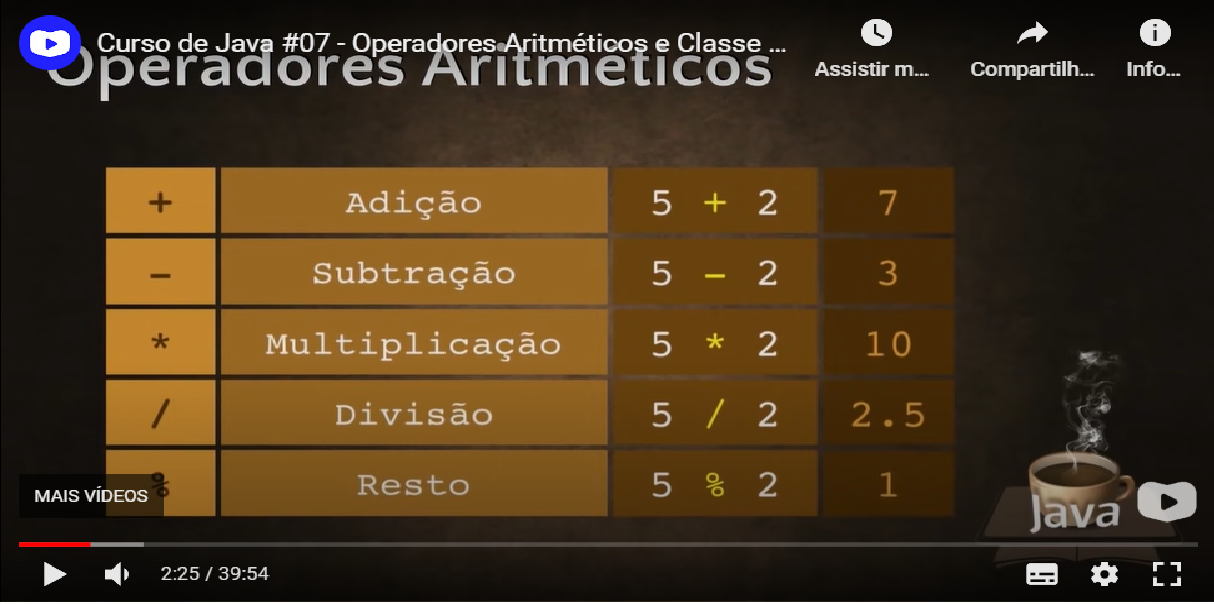 Curso de Java #07 - Operadores Aritméticos e Classe ...
Assistir m...
Compartilh...
Info...
Operadores Aritméticos
+ Adição 5 + 2 7
– Subtração 5 – 2 3
* Multiplicação 5 * 2 10
/ Divisão 5 / 2 2.5
% Resto 5 % 2 1
MAIS VÍDEOS
Java
2:25 / 39:54